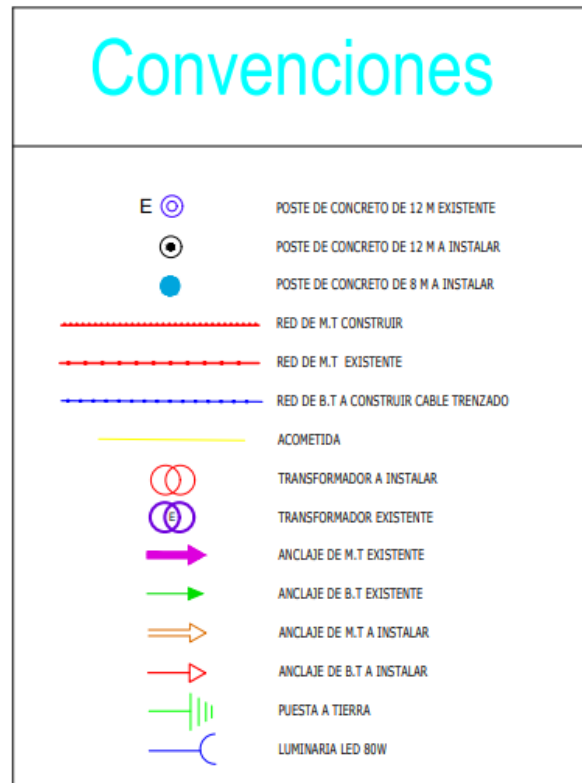 Convenciones
E POSTE DE CONCRETO DE 12 M EXISTENTE
POSTE DE CONCRETO DE 12 M A INSTALAR
POSTE DE CONCRETO DE 8 M A INSTALAR
RED DE M.T CONSTRUIR
RED DE M.T EXISTENTE
RED DE B.T A CONSTRUIR CABLE TRENZADO
ACOMETIDA
TRANSFORMADOR A INSTALAR
E TRANSFORMADOR EXISTENTE
ANCLAJE DE M.T EXISTENTE
ANCLAJE DE B.T EXISTENTE
ANCLAJE DE M.T A INSTALAR
ANCLAJE DE B.T A INSTALAR
PUESTA A TIERRA
LUMINARIA LED 80W